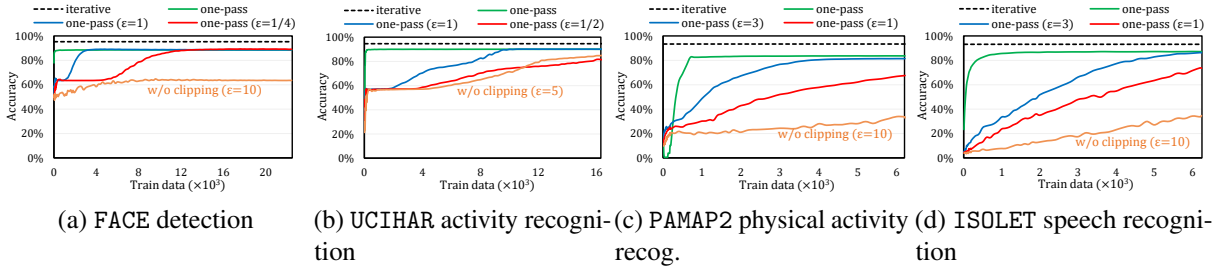 iterative one-pass
one-pass (ε=1) one-pass (ε=1/4)
100%
80%
60%
40%
20%
0%
Accuracy
w/o clipping (ε=10)
0 4 8 12 16 20
Train data (×10³)
(a) FACE detection
iterative one-pass
one-pass (ε=1) one-pass (ε=1/2)
100%
80%
60%
40%
20%
0%
Accuracy
w/o clipping (ε=5)
0 4 8 12 16
Train data (×10³)
(b) UCIHAR activity recogni-
tion
iterative one-pass
one-pass (ε=3) one-pass (ε=1)
100%
80%
60%
40%
20%
0%
Accuracy
w/o clipping (ε=10)
0 1 2 3 4 5 6
Train data (×10³)
(c) PAMAP2 physical activity
recog.
iterative one-pass
one-pass (ε=3) one-pass (ε=1)
100%
80%
60%
40%
20%
0%
Accuracy
w/o clipping (ε=10)
0 1 2 3 4 5 6
Train data (×10³)
(d) ISOLET speech recogni-
tion